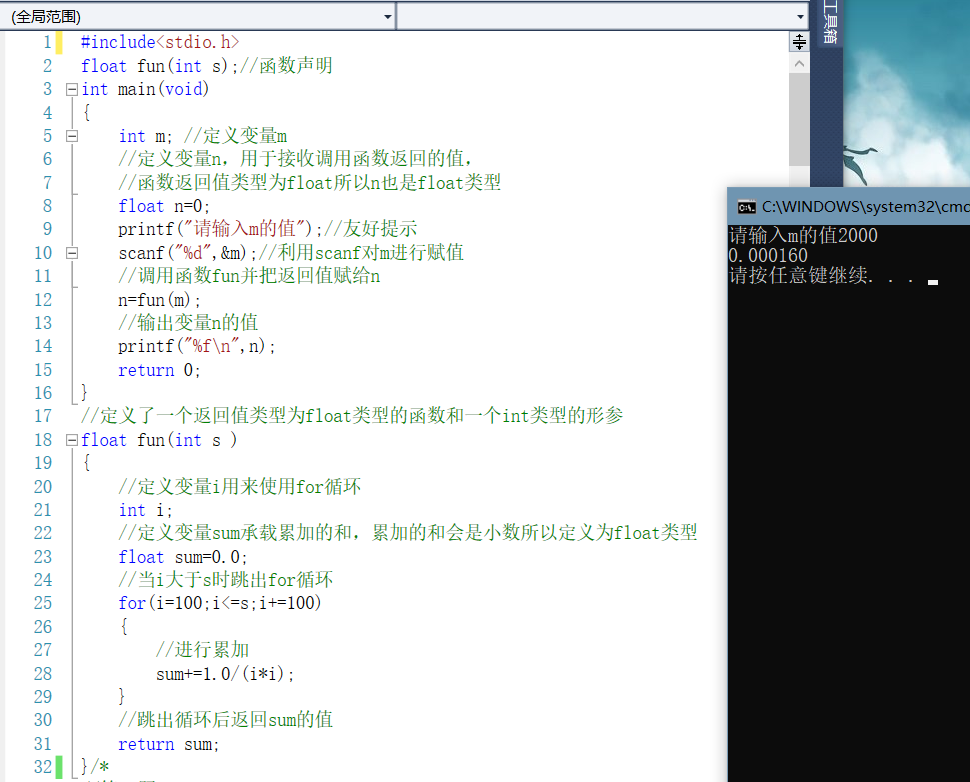 (全局范围)
工具箱
1 #include<stdio.h>
2 float fun(int s);//函数声明
3 int main(void)
4 {
5 int m; //定义变量m
6 //定义变量n，用于接收调用函数返回的值，
7 //函数返回值类型为float所以n也是float类型
8 float n=0;
9 printf("请输入m的值");//友好提示
10 scanf("%d",&m);//利用scanf对m进行赋值
11 //调用函数fun并把返回值赋给n
12 n=fun(m);
13 //输出变量n的值
14 printf("%f\n",n);
15 return 0;
16 }
17 //定义了一个返回值类型为float类型的函数和一个int类型的形参
18 float fun(int s )
19 {
20 //定义变量i用来使用for循环
21 int i;
22 //定义变量sum承载累加的和，累加的和会是小数所以定义为float类型
23 float sum=0.0;
24 //当i大于s时跳出for循环
25 for(i=100;i<=s;i+=100)
26 {
27 //进行累加
28 sum+=1.0/(i*i);
29 }
30 //跳出循环后返回sum的值
31 return sum;
32 }/*
C:\WINDOWS\system32\cmd
请输入m的值2000
0.000160
请按任意键继续. . .